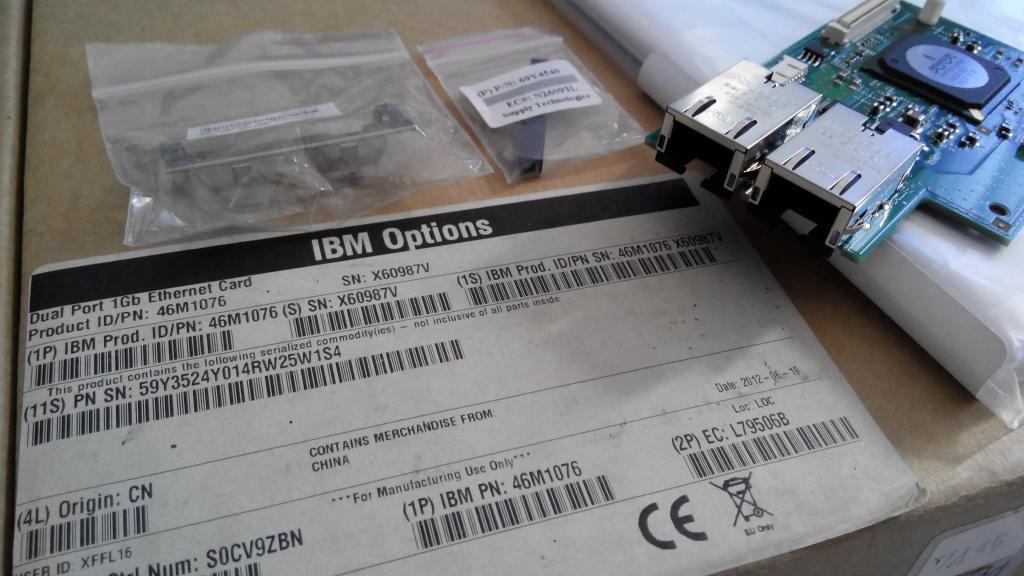 (P) P/N: 69Y4540
EC#: N26093L
Supply Technologies
IBM Options
Dual Port 1Gb Ethernet Card
SN: X60987V
Product ID/PN: 46M1076
(1P) IBM Prod. ID/PN: 46M1076 (S) SN: X60987V
(1S) IBM Prod. ID/PN SN: 46M1076 X60987V
This product contains the following serialized commodity(ies) - not inclusive of all parts inside
(11S) PN SN: 59Y3524Y014RW25W1S4
CONTAINS MERCHANDISE FROM:
CHINA
Date: 2012-06-18
Loc: LOC
(4L) Origin: CN
***For Manufacturing Use Only***
(1P) IBM PN: 46M1076
(2P) EC: L79506B
USER ID: XFFL16
Ctrl Num: S0CV9ZBN
CE
EU Only